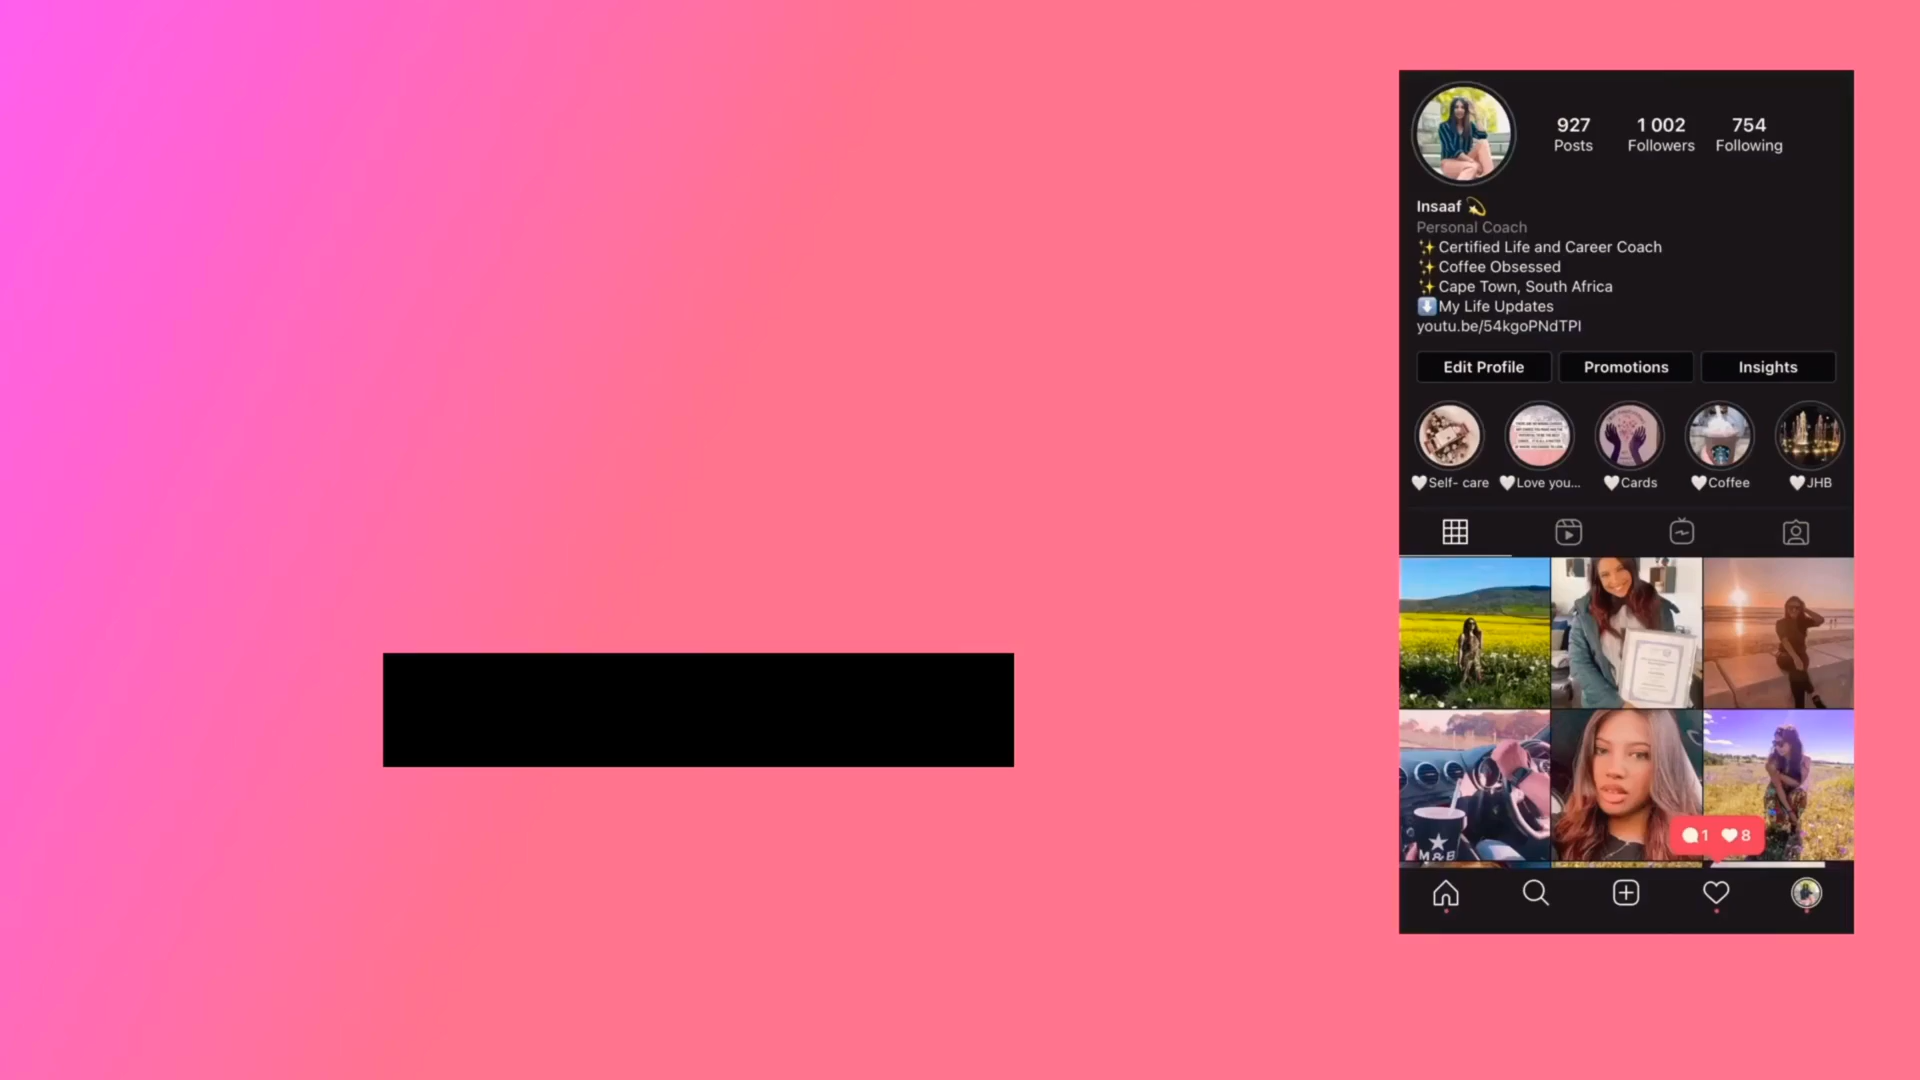 927 1 002 754
Posts Followers Following
Insaaf
Personal Coach
Certified Life and Career Coach
Coffee Obsessed
Cape Town, South Africa
My Life Updates
youtu.be/54kgoPNdTPI
Edit Profile Promotions Insights
Self- care Love you... Cards Coffee JHB
M&B
1 8